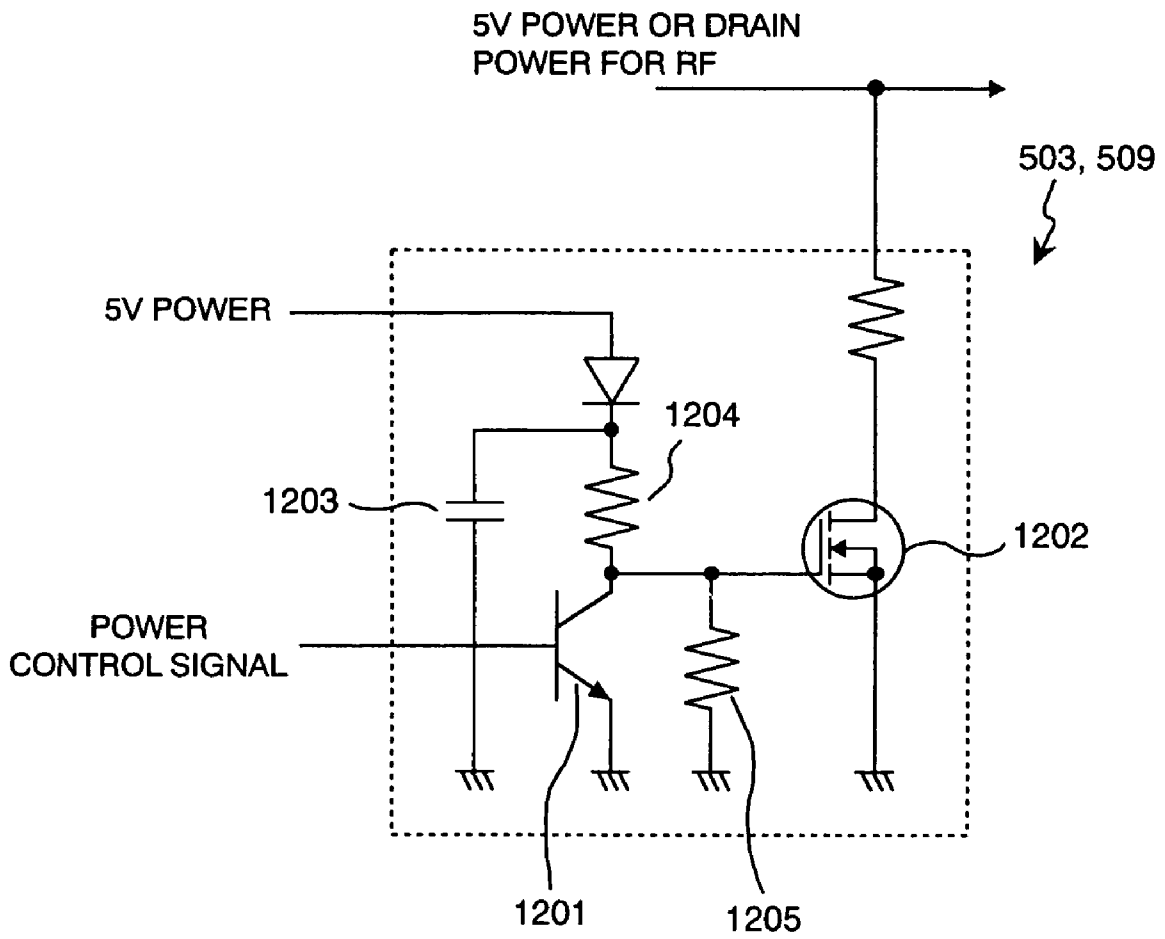 5V POWER OR DRAIN
POWER FOR RF
503, 509
5V POWER
1204
1203
1202
POWER
CONTROL SIGNAL
1201
1205